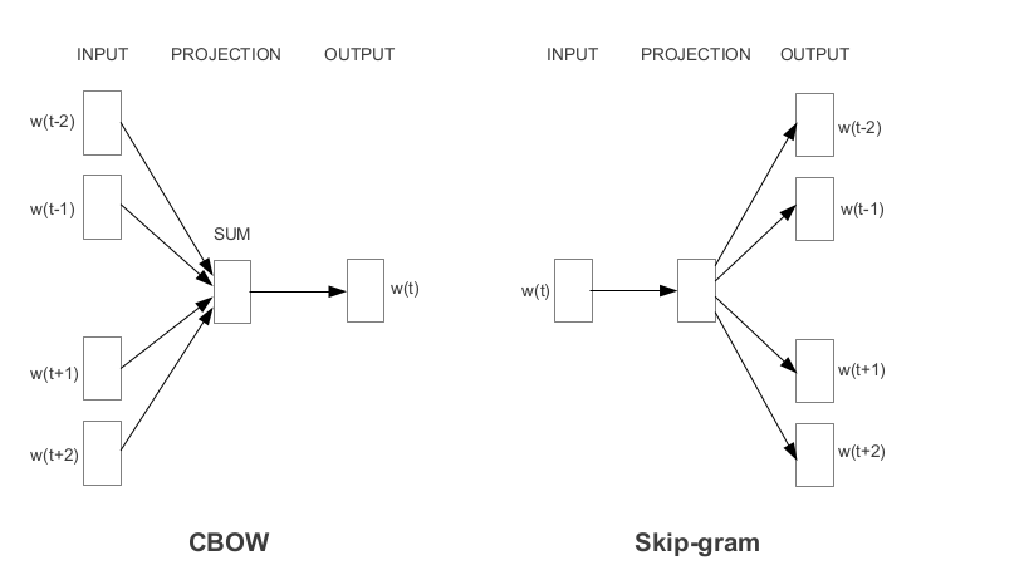 INPUT PROJECTION OUTPUT
w(t-2)
w(t-1)
SUM
w(t)
w(t+1)
w(t+2)
CBOW
INPUT PROJECTION OUTPUT
w(t-2)
w(t-1)
w(t)
w(t+1)
w(t+2)
Skip-gram